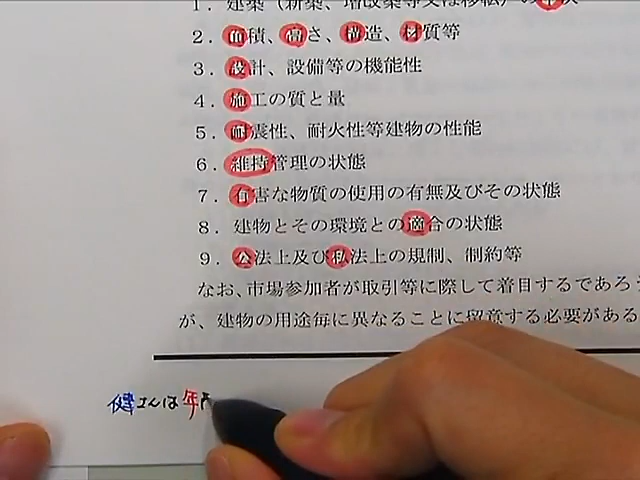 1. 建築（新築、増改築等又は移転）の年次
2. 面積、高さ、構造、材質等
3. 設計、設備等の機能性
4. 施工の質と量
5. 耐震性、耐火性等建物の性能
6. 維持管理の状態
7. 有害な物質の使用の有無及びその状態
8. 建物とその環境との適合の状態
9. 公法上及び私法上の規制、制約等
なお、市場参加者が取引等に際して着目するであろう
が、建物の用途毎に異なることに留意する必要がある
健さんは年